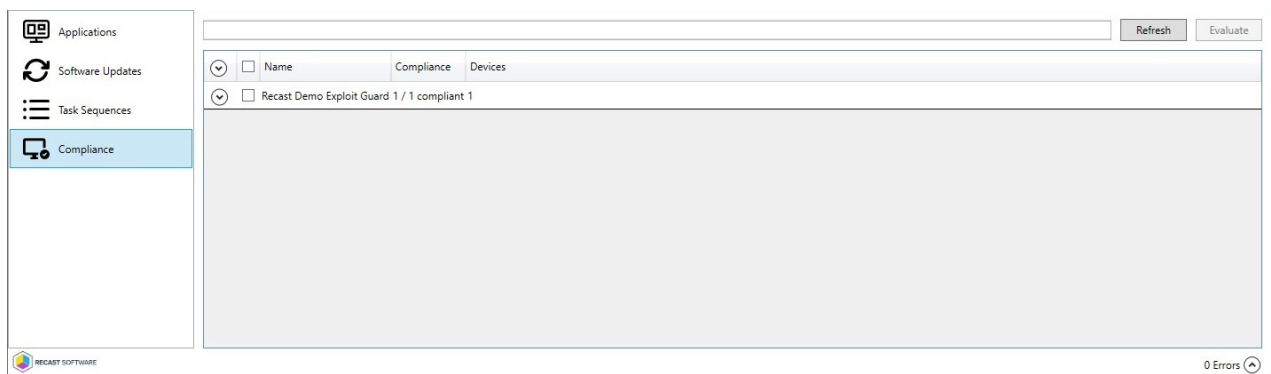 Applications
Software Updates
Task Sequences
Compliance
Refresh Evaluate
Name Compliance Devices
Recast Demo Exploit Guard 1 / 1 compliant 1
RECAST SOFTWARE
0 Errors